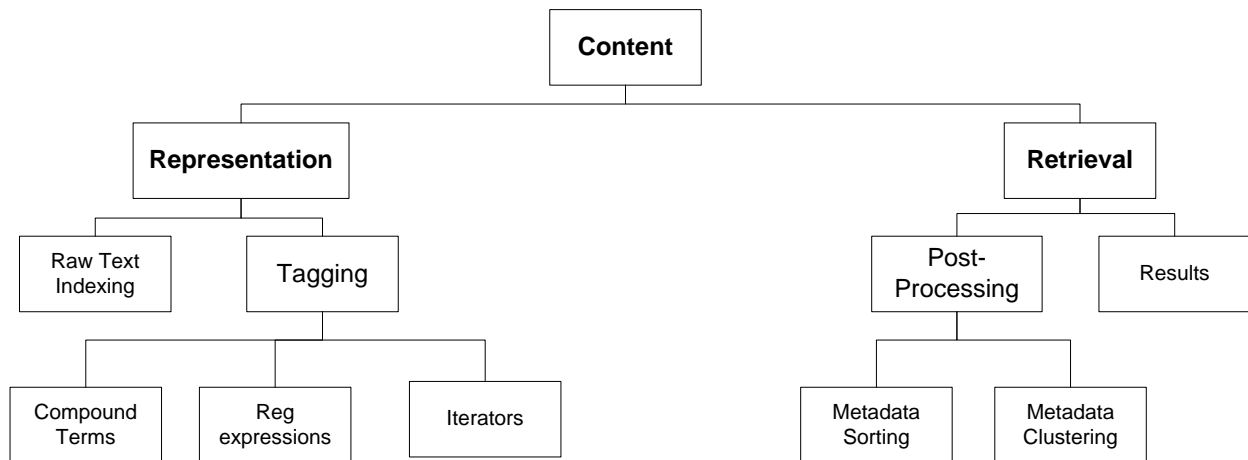 Content
Representation
Retrieval
Raw Text
Indexing
Tagging
Post-
Processing
Results
Compound
Terms
Reg
expressions
Iterators
Metadata
Sorting
Metadata
Clustering